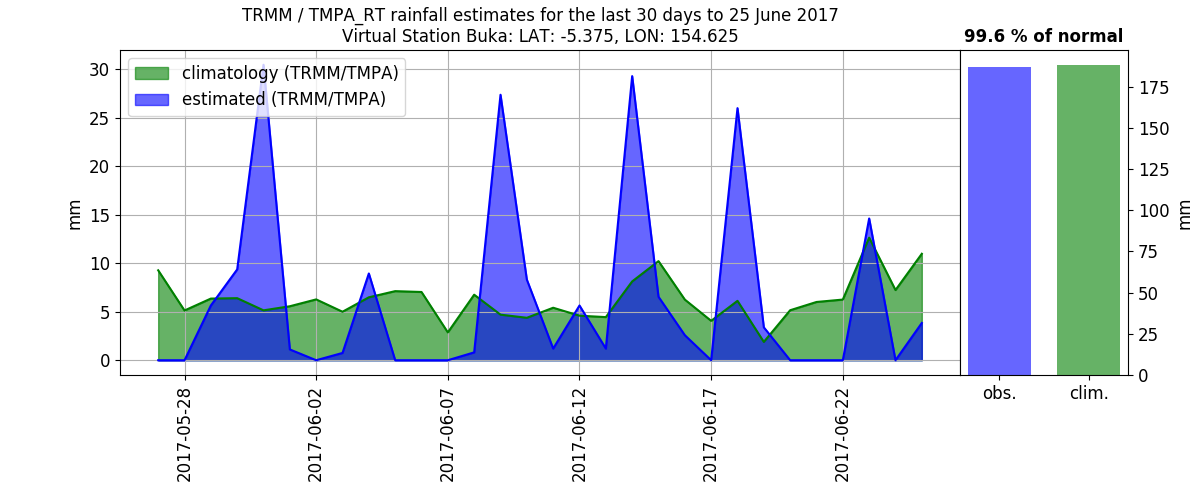 TRMM / TMPA_RT rainfall estimates for the last 30 days to 25 June 2017
Virtual Station Buka: LAT: -5.375, LON: 154.625
99.6 % of normal
climatology (TRMM/TMPA)
estimated (TRMM/TMPA)
mm
30
25
20
15
10
5
0
2017-05-28
2017-06-02
2017-06-07
2017-06-12
2017-06-17
2017-06-22
175
150
125
100
75
50
25
0
mm
obs.
clim.